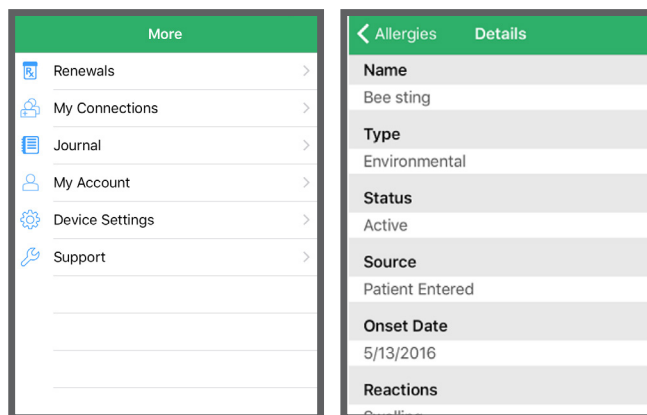 More
Renewals
My Connections
Journal
My Account
Device Settings
Support
Allergies Details
Name
Bee sting
Type
Environmental
Status
Active
Source
Patient Entered
Onset Date
5/13/2016
Reactions